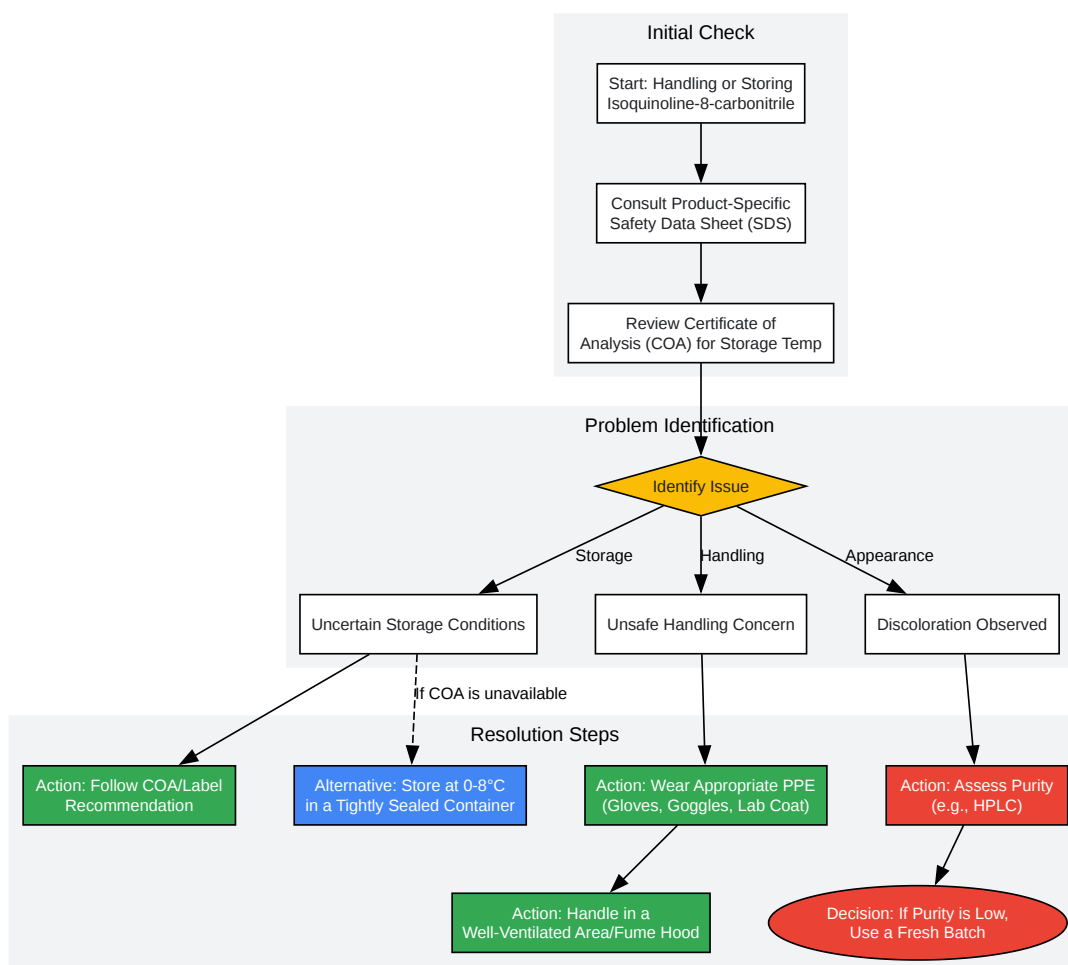 Initial Check
Start: Handling or Storing
Isoquinoline-8-carbonitrile
Consult Product-Specific
Safety Data Sheet (SDS)
Review Certificate of
Analysis (COA) for Storage Temp
Problem Identification
Identify Issue
Storage
Handling
Appearance
Uncertain Storage Conditions
Unsafe Handling Concern
Discoloration Observed
If COA is unavailable
Resolution Steps
Action: Follow COA/Label
Recommendation
Alternative: Store at 0-8°C
in a Tightly Sealed Container
Action: Wear Appropriate PPE
(Gloves, Goggles, Lab Coat)
Action: Assess Purity
(e.g., HPLC)
Action: Handle in a
Well-Ventilated Area/Fume Hood
Decision: If Purity is Low,
Use a Fresh Batch